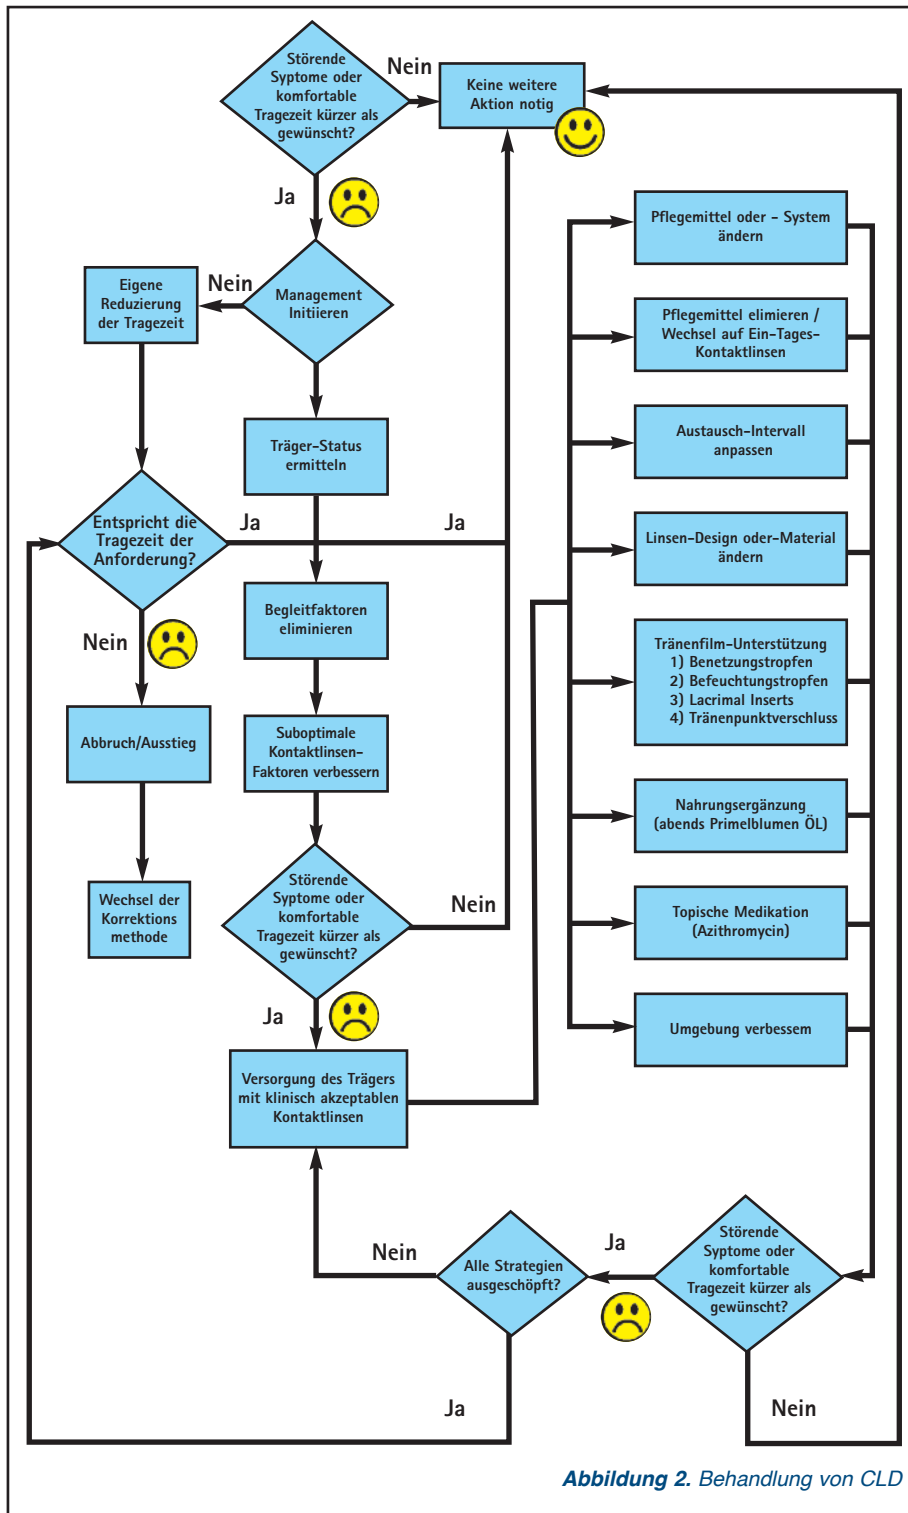 Störende
Syptome oder
komfortable
Tragezeit kürzer als
gewünscht?
Nein
Keine weitere
Aktion notig
Ja
Management
Initiieren
Nein
Eigene
Reduzierung
der Tragezeit
Träger-Status
ermitteln
Entspricht die
Tragezeit der
Anforderung?
Ja
Ja
Nein
Abbruch/Ausstieg
Wechsel der
Korrektions
methode
Begleitfaktoren
eliminieren
Suboptimale
Kontaktlinsen-
Faktoren verbessern
Störende
Syptome oder
komfortable
Tragezeit kürzer als
gewünscht?
Nein
Ja
Versorgung des Trägers
mit klinisch akzeptablen
Kontaktlinsen
Pflegemittel oder - System
ändern
Pflegemittel elimieren /
Wechsel auf Ein-Tages-
Kontaktlinsen
Austausch-Intervall
anpassen
Linsen-Design oder-Material
ändern
Tränenfilm-Unterstützung
1) Benetzungstropfen
2) Befeuchtungstropfen
3) Lacrimal Inserts
4) Tränenpunktverschluss
Nahrungsergänzung
(abends Primelblumen ÖL)
Topische Medikation
(Azithromycin)
Umgebung verbessem
Störende
Syptome oder
komfortable
Tragezeit kürzer als
gewünscht?
Ja
Alle Strategien
ausgeschöpft?
Nein
Ja
Nein
Abbildung 2. Behandlung von CLD